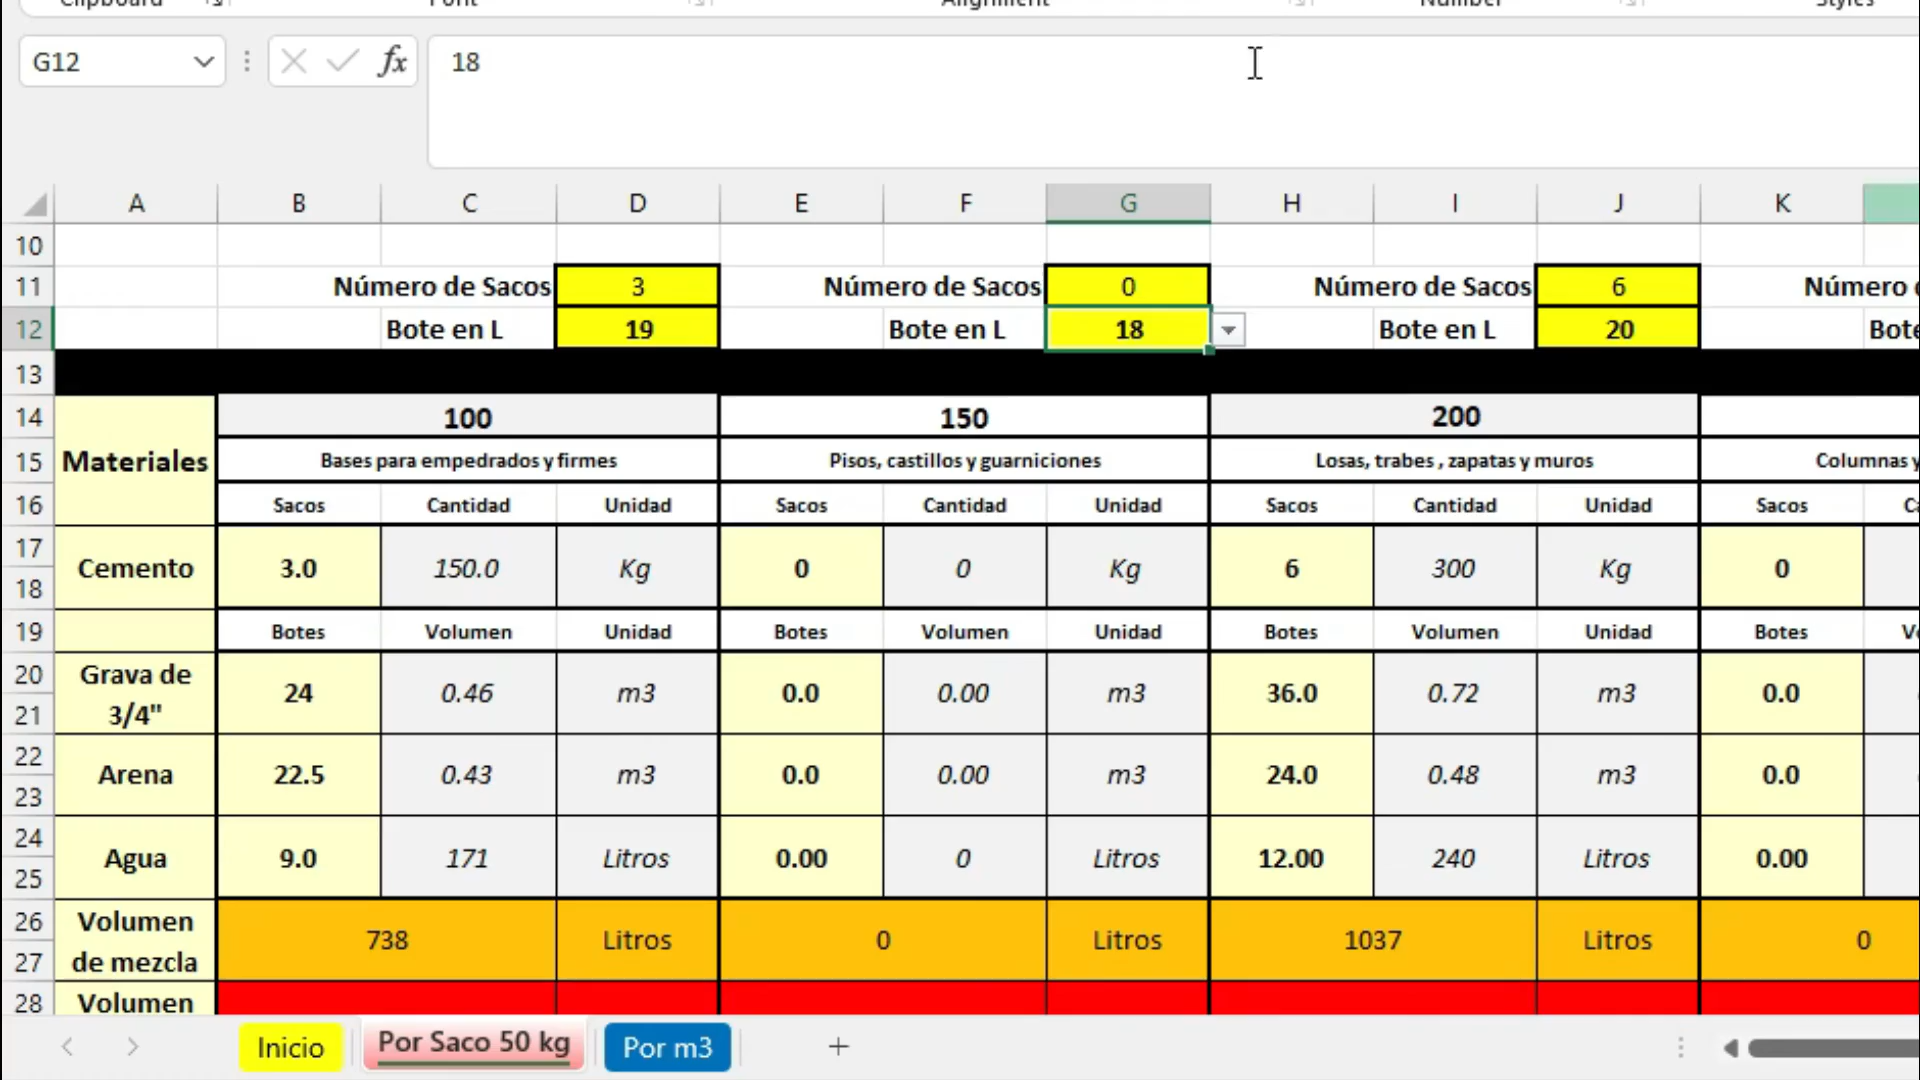 Clipboard Font Alignment Number Styles
G12 fx 18
A B C D E F G H I J K
10
11 Número de Sacos 3 Número de Sacos 0 Número de Sacos 6 Número
12 Bote en L 19 Bote en L 18 Bote en L 20 Bote
13
14 100 150 200
15 Materiales Bases para empedrados y firmes Pisos, castillos y guarniciones Losas, trabes , zapatas y muros Columnas y
16 Sacos Cantidad Unidad Sacos Cantidad Unidad Sacos Cantidad Unidad Sacos
17
Cemento 3.0 150.0 Kg 0 0 Kg 6 300 Kg 0
18
19 Botes Volumen Unidad Botes Volumen Unidad Botes Volumen Unidad Botes
20 Grava de
24 0.46 m3 0.0 0.00 m3 36.0 0.72 m3 0.0
21 3/4"
22
Arena 22.5 0.43 m3 0.0 0.00 m3 24.0 0.48 m3 0.0
23
24
Agua 9.0 171 Litros 0.00 0 Litros 12.00 240 Litros 0.00
25
26 Volumen
738 Litros 0 Litros 1037 Litros 0
27 de mezcla
28 Volumen
Inicio Por Saco 50 kg Por m3 +